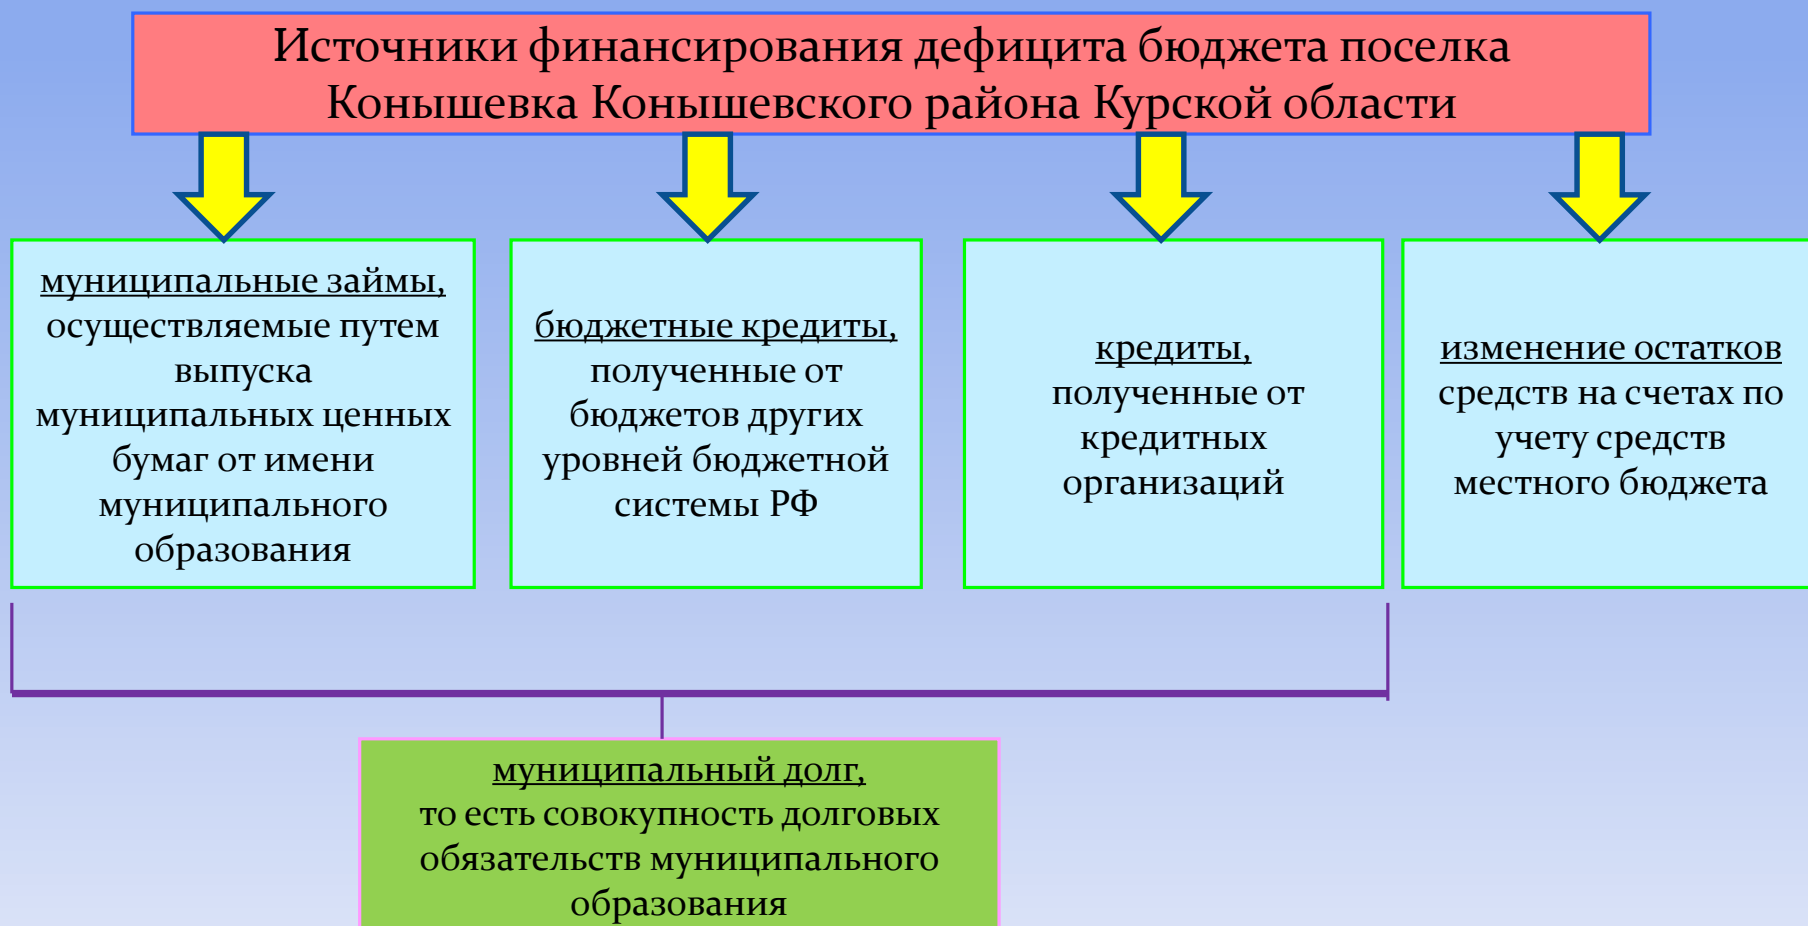 Источники финансирования дефицита бюджета поселка
Конышевка Конышевского района Курской области
муниципальные займы,
осуществляемые путем
выпуска
муниципальных ценных
бумаг от имени
муниципального
образования
бюджетные кредиты,
полученные от
бюджетов других
уровней бюджетной
системы РФ
кредиты,
полученные от
кредитных
организаций
изменение остатков
средств на счетах по
учету средств
местного бюджета
муниципальный долг,
то есть совокупность долговых
обязательств муниципального
образования